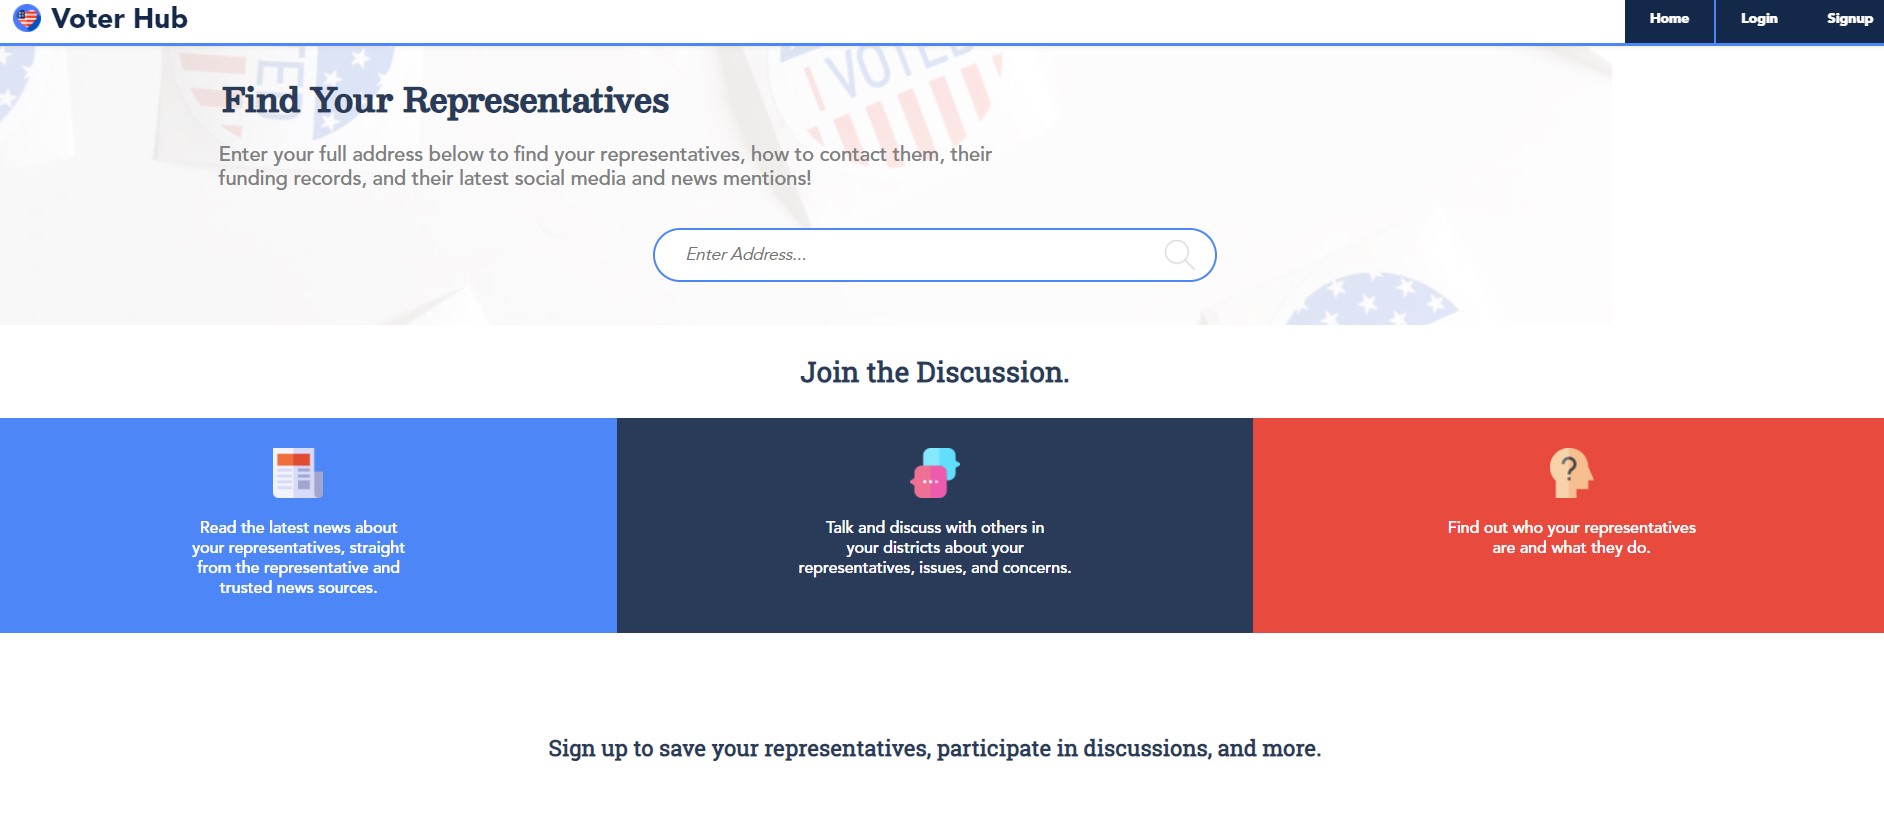 Voter Hub
Home
Login
Signup
I VOTED
Find Your Representatives
Enter your full address below to find your representatives, how to contact them, their
funding records, and their latest social media and news mentions!
Enter Address...
Join the Discussion.
Read the latest news about
your representatives, straight
from the representative and
trusted news sources.
Talk and discuss with others in
your districts about your
representatives, issues, and concerns.
Find out who your representatives
are and what they do.
Sign up to save your representatives, participate in discussions, and more.